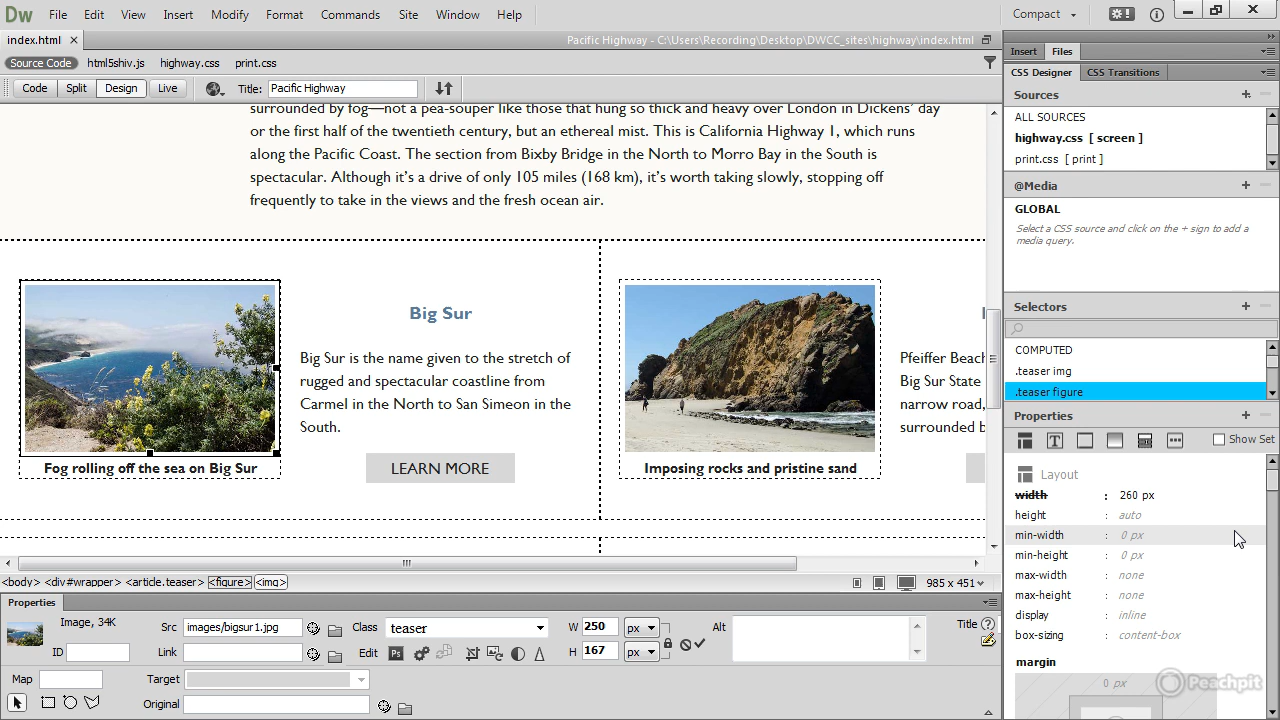 Dw File Edit View Insert Modify Format Commands Site Window Help Compact
index.html Pacific Highway - C:\Users\Recording\Desktop\DWCC_sites\highway\index.html
Source Code html5shiv.js highway.css print.css
Code Split Design Live Title: Pacific Highway
surrounded by fog—not a pea-souper like those that hung so thick and heavy over London in Dickens’ day
or the first half of the twentieth century, but an ethereal mist. This is California Highway 1, which runs
along the Pacific Coast. The section from Bixby Bridge in the North to Morro Bay in the South is
spectacular. Although it’s a drive of only 105 miles (168 km), it’s worth taking slowly, stopping off
frequently to take in the views and the fresh ocean air.
Big Sur
Big Sur is the name given to the stretch of
rugged and spectacular coastline from
Carmel in the North to San Simeon in the
South.
LEARN MORE
Fog rolling off the sea on Big Sur
Pfeiffer Beach
Big Sur State
narrow road,
surrounded b
Imposing rocks and pristine sand
<body> <div#wrapper> <article.teaser> <figure> <img> 985 x 451
Properties
Image, 34K Src images/bigsur1.jpg Class teaser W 250 px Alt Title
ID Link Edit Ps H 167 px
Map Target
Original
Insert Files
CSS Designer CSS Transitions
Sources
ALL SOURCES
highway.css [ screen ]
print.css [ print ]
@Media
GLOBAL
Select a CSS source and click on the + sign to add a
media query.
Selectors
COMPUTED
.teaser img
.teaser figure
Properties
Show Set
Layout
width : 260 px
height : auto
min-width : 0 px
min-height : 0 px
max-width : none
max-height : none
display : inline
box-sizing : content-box
margin
0 px
Peachpit